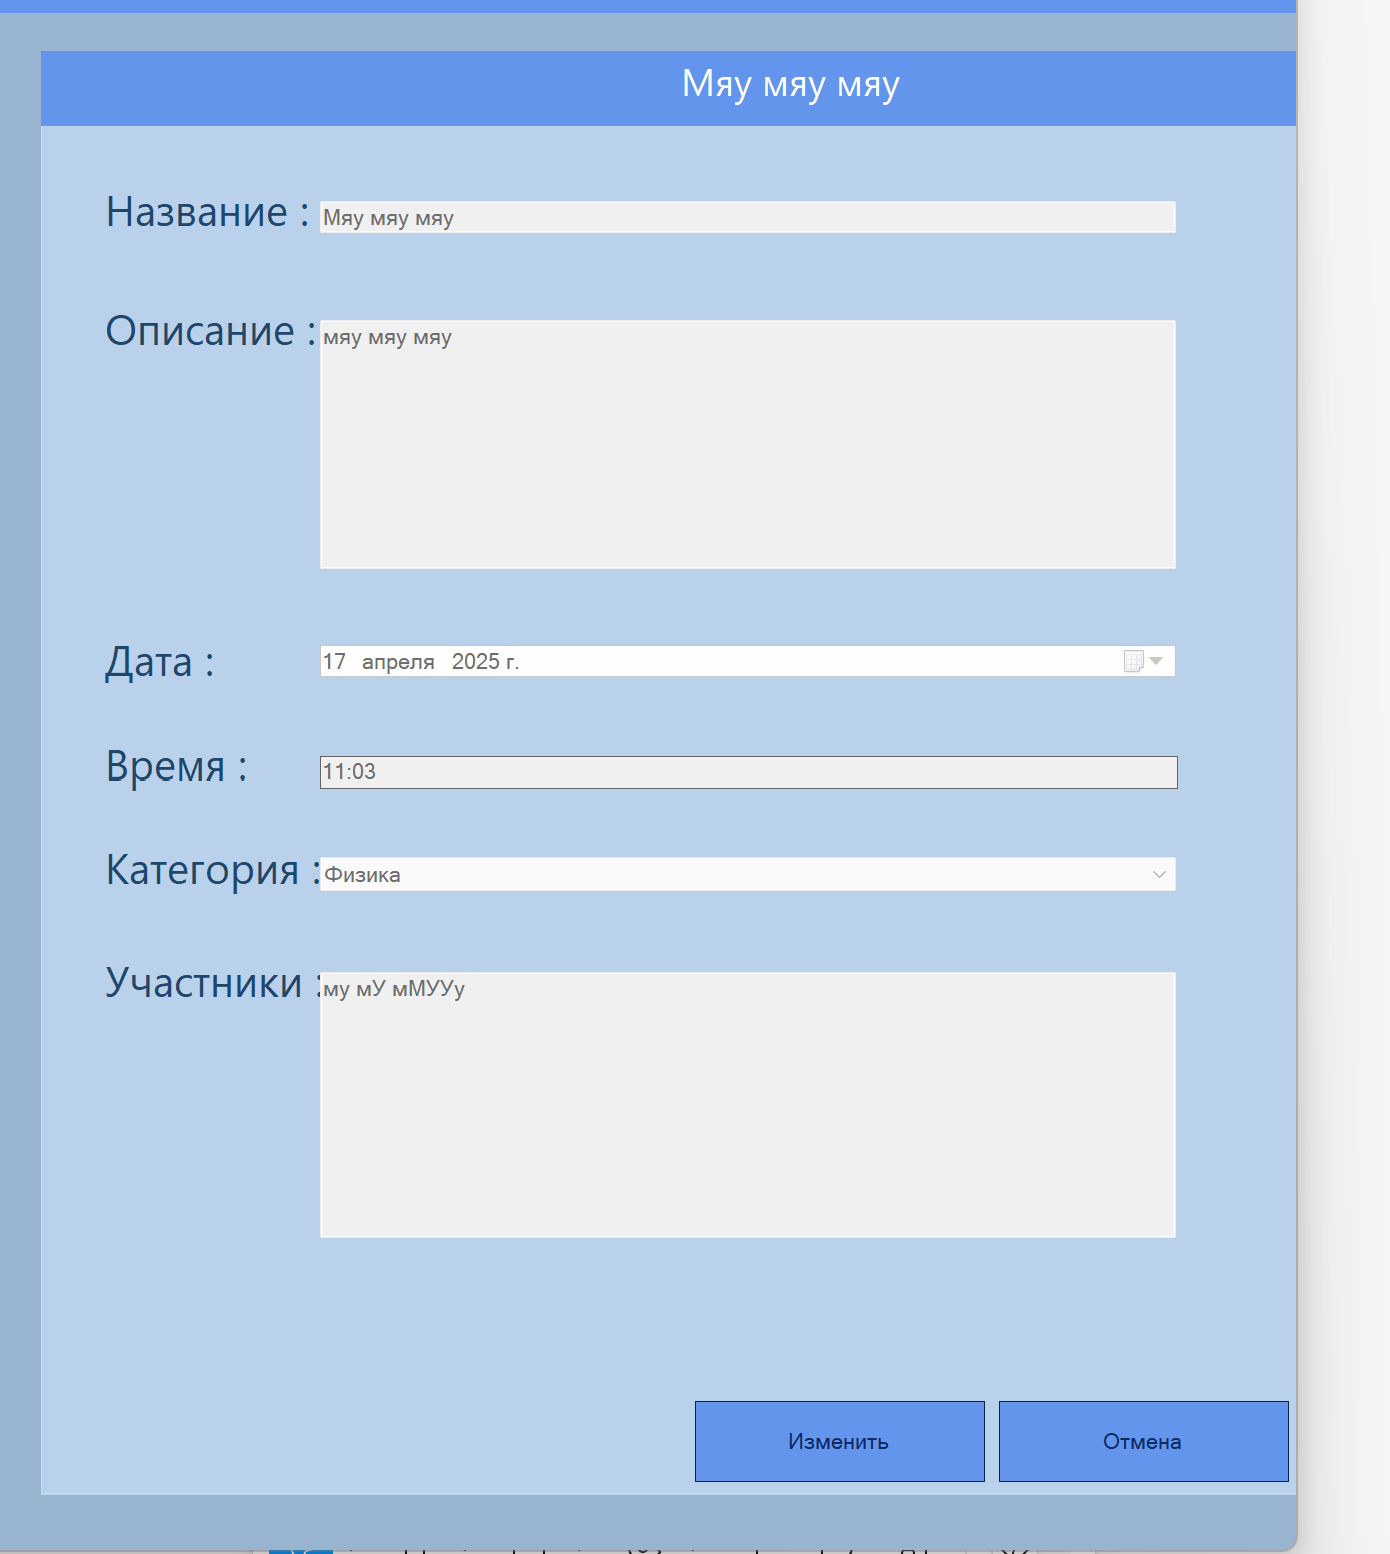 Мяу мяу мяу
Название : Мяу мяу мяу
Описание : мяу мяу мяу
Дата : 17 апреля 2025 г.
Время : 11:03
Категория : Физика
Участники : му мУ мМУУу
Изменить Отмена